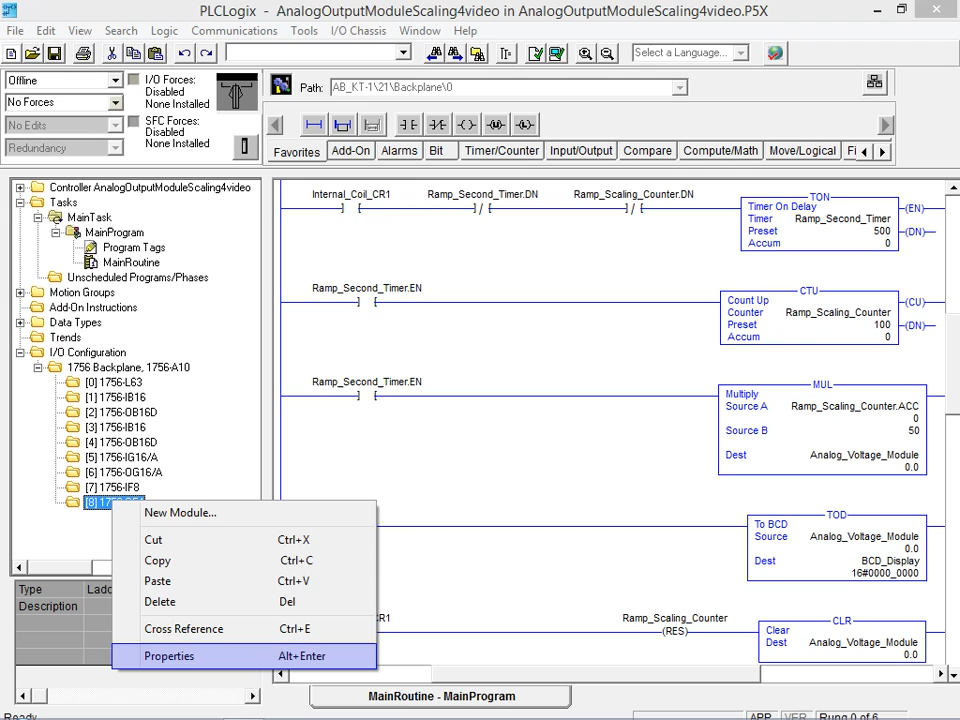 PLCLogix - AnalogOutputModuleScaling4video in AnalogOutputModuleScaling4video.P5X
File Edit View Search Logic Communications Tools I/O Chassis Window Help
Select a Language...
Offline
I/O Forces:
Disabled
None Installed
No Forces
No Edits
SFC Forces:
Disabled
None Installed
Redundancy
Path: AB_KT-1\21\Backplane\0
Favorites Add-On Alarms Bit Timer/Counter Input/Output Compare Compute/Math Move/Logical Fi
Controller AnalogOutputModuleScaling4video
Tasks
MainTask
MainProgram
Program Tags
MainRoutine
Unscheduled Programs/Phases
Motion Groups
Add-On Instructions
Data Types
Trends
I/O Configuration
1756 Backplane, 1756-A10
[0] 1756-L63
[1] 1756-IB16
[2] 1756-OB16D
[3] 1756-IB16
[4] 1756-OB16D
[5] 1756-IG16/A
[6] 1756-OG16/A
[7] 1756-IF8
Type
Description
New Module...
Cut Ctrl+X
Copy Ctrl+C
Paste Ctrl+V
Delete Del
Cross Reference Ctrl+E
Properties Alt+Enter
Internal_Coil_CR1 Ramp_Second_Timer.DN Ramp_Scaling_Counter.DN
TON
Timer On Delay (EN)
Timer Ramp_Second_Timer
Preset 500 (DN)
Accum 0
Ramp_Second_Timer.EN
CTU
Count Up (CU)
Counter Ramp_Scaling_Counter
Preset 100 (DN)
Accum 0
Ramp_Second_Timer.EN
MUL
Multiply
Source A Ramp_Scaling_Counter.ACC
0
Source B 50
Dest Analog_Voltage_Module
0.0
TOD
To BCD
Source Analog_Voltage_Module
0.0
Dest BCD_Display
16#0000_0000
Ramp_Scaling_Counter
(RES)
CLR
Clear
Dest Analog_Voltage_Module
0.0
MainRoutine - MainProgram
Ready
APP VER Rung 0 of 6